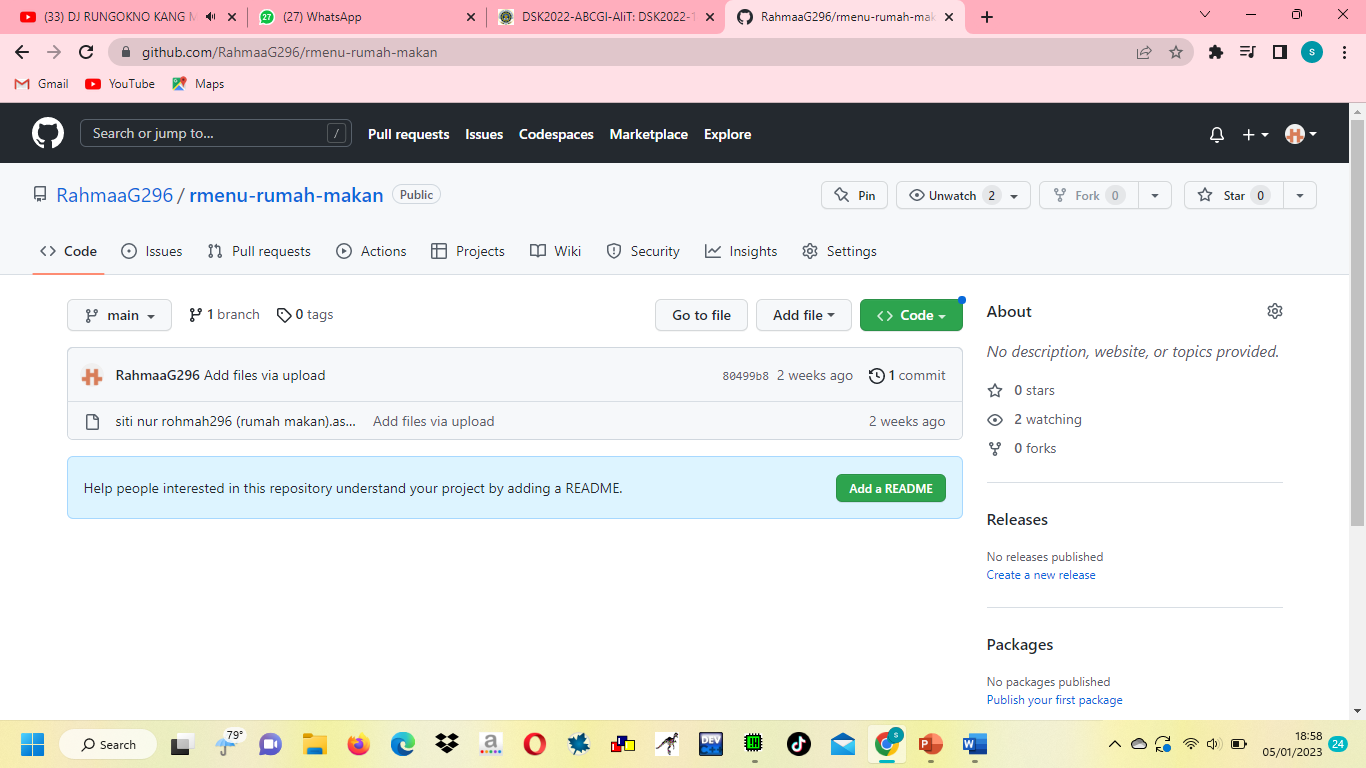 (33) DJ RUNGOKNO KANG M
(27) WhatsApp
DSK2022-ABCGI-AliT: DSK2022-1
RahmaaG296/rmenu-rumah-mak
github.com/RahmaaG296/rmenu-rumah-makan
Gmail YouTube Maps
Search or jump to... / Pull requests Issues Codespaces Marketplace Explore
RahmaaG296 / rmenu-rumah-makan Public Pin Unwatch 2 Fork 0 Star 0
Code Issues Pull requests Actions Projects Wiki Security Insights Settings
main 1 branch 0 tags Go to file Add file Code
RahmaaG296 Add files via upload 80499b8 2 weeks ago 1 commit
siti nur rohmah296 (rumah makan).as... Add files via upload 2 weeks ago
Help people interested in this repository understand your project by adding a README. Add a README
About
No description, website, or topics provided.
0 stars
2 watching
0 forks
Releases
No releases published
Create a new release
Packages
No packages published
Publish your first package
79°
Search
DEV
18:58
05/01/2023
24